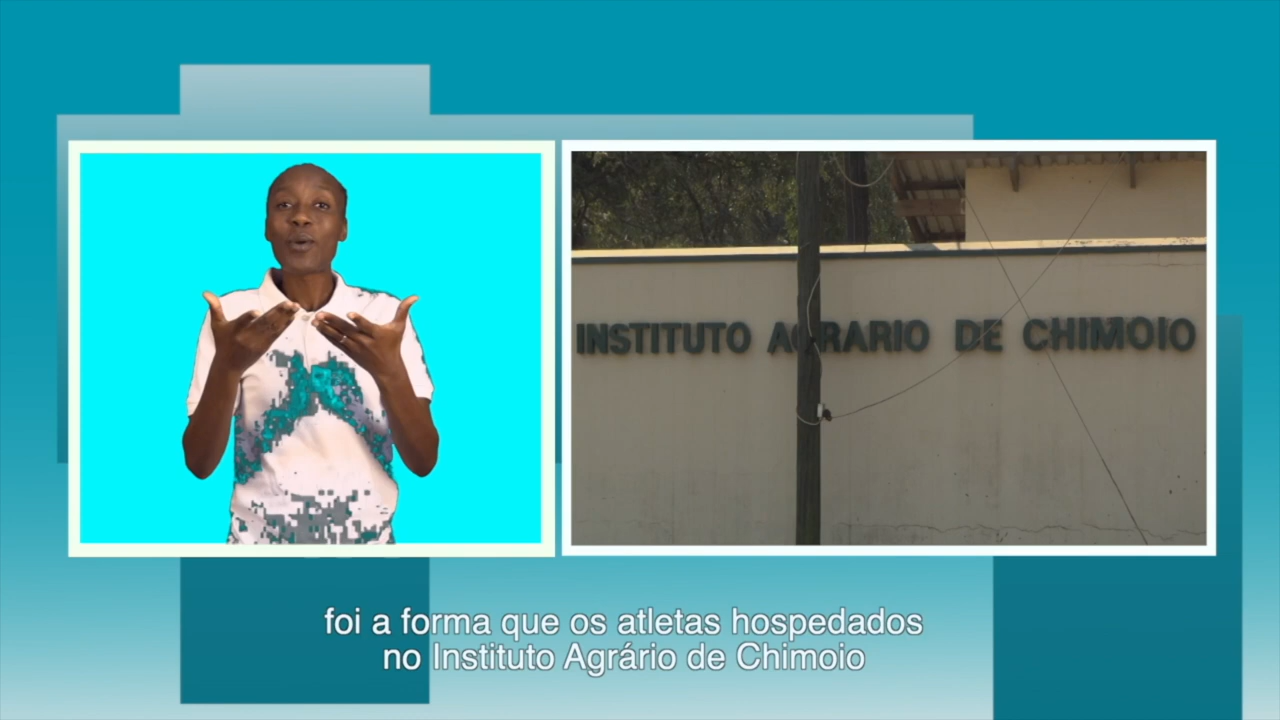 INSTITUTO AGRARIO DE CHIMOIO
foi a forma que os atletas hospedados
no Instituto Agrário de Chimoio